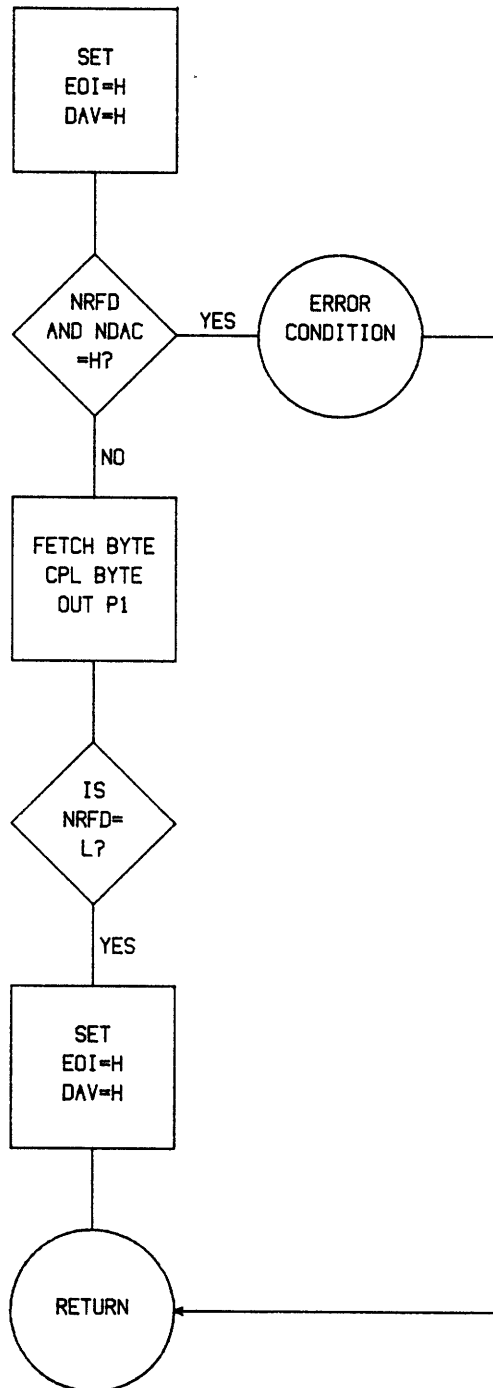 SET
EOI=H
DAV=H
NRFD
AND NDAC
=H?
YES
ERROR
CONDITION
NO
FETCH BYTE
CPL BYTE
OUT P1
IS
NRFD=
L?
YES
SET
EOI=H
DAV=H
RETURN